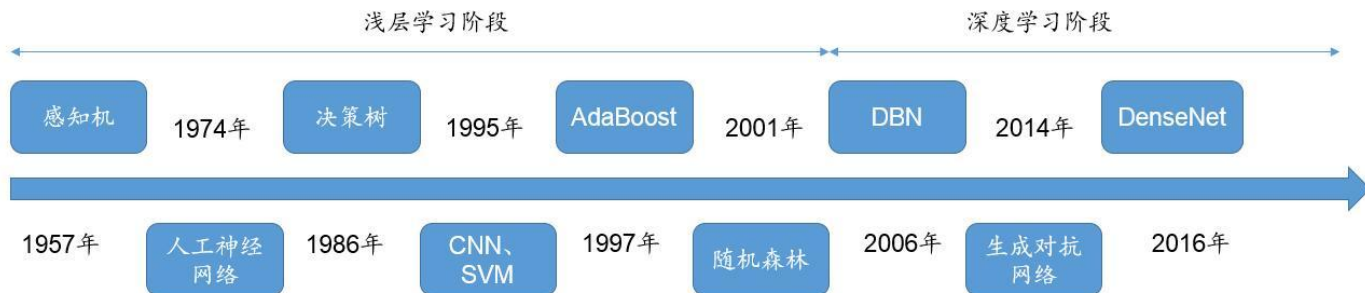 浅层学习阶段
深度学习阶段
感知机
1974年
决策树
1995年
AdaBoost
2001年
DBN
2014年
DenseNet
1957年
人工神经
网络
1986年
CNN、
SVM
1997年
随机森林
2006年
生成对抗
网络
2016年